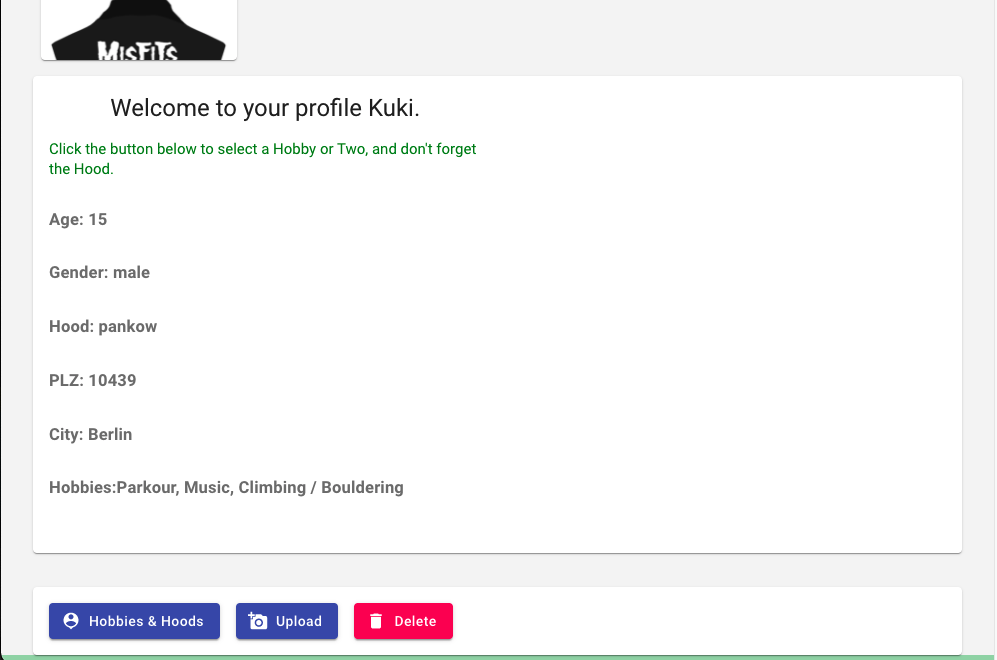 MISFITS
Welcome to your profile Kuki.
Click the button below to select a Hobby or Two, and don't forget
the Hood.
Age: 15
Gender: male
Hood: pankow
PLZ: 10439
City: Berlin
Hobbies:Parkour, Music, Climbing / Bouldering
Hobbies & Hoods
Upload
Delete